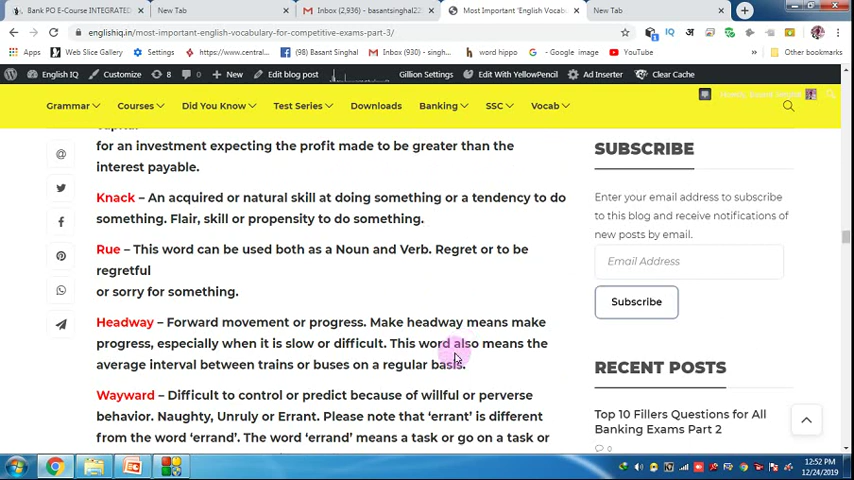 Bank PO E-Course INTEGRATED
New Tab
Inbox (2,936) - basantsinghal22
Most Important 'English Vocab
New Tab
englishiq.in/most-important-english-vocabulary-for-competitive-exams-part-3/
Apps
Web Slice Gallery
Settings
https://www.central...
(98) Basant Singhal
Inbox (930) - singh...
word hippo
- Google image
YouTube
Other bookmarks
English IQ
Customize
8
0
New
Edit blog post
Gillion Settings
Edit With YellowPencil
Ad Inserter
Clear Cache
Grammar
Courses
Did You Know
Test Series
Downloads
Banking
SSC
Vocab
capital
for an investment expecting the profit made to be greater than the
interest payable.
Knack – An acquired or natural skill at doing something or a tendency to do
something. Flair, skill or propensity to do something.
Rue – This word can be used both as a Noun and Verb. Regret or to be
regretful
or sorry for something.
Headway – Forward movement or progress. Make headway means make
progress, especially when it is slow or difficult. This word also means the
average interval between trains or buses on a regular basis.
Wayward – Difficult to control or predict because of willful or perverse
behavior. Naughty, Unruly or Errant. Please note that 'errant' is different
from the word 'errand'. The word 'errand' means a task or go on a task or
SUBSCRIBE
Enter your email address to subscribe
to this blog and receive notifications of
new posts by email.
Email Address
Subscribe
RECENT POSTS
Top 10 Fillers Questions for All
Banking Exams Part 2
0
12:52 PM
12/24/2019